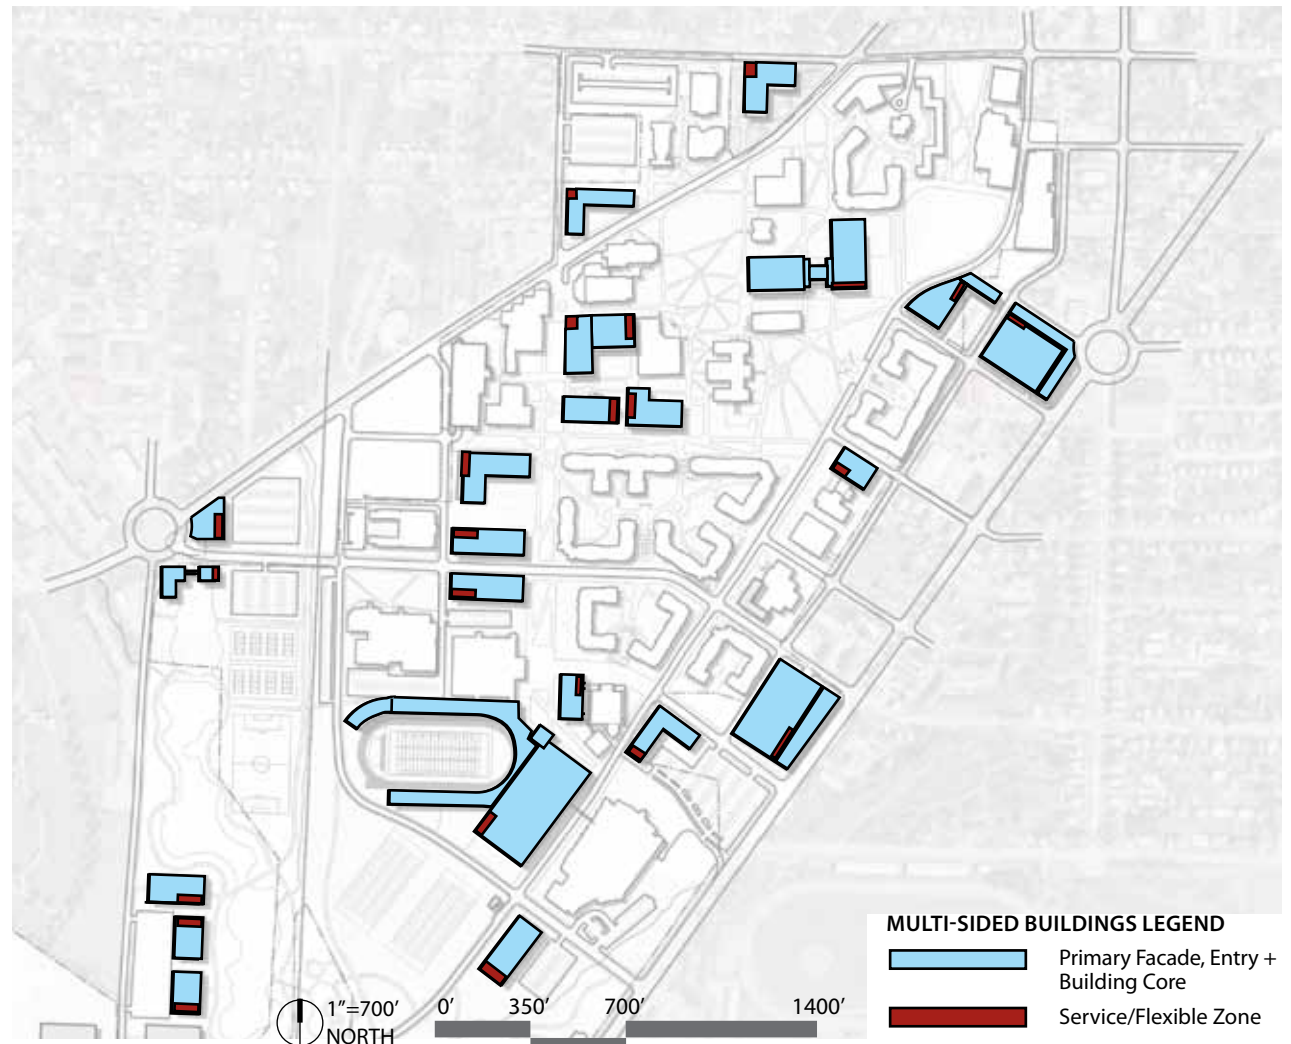 MULTI-SIDED BUILDINGS LEGEND
Primary Facade, Entry +
Building Core
Service/Flexible Zone
1”=700’
NORTH
0’ 350’ 700’ 1400’